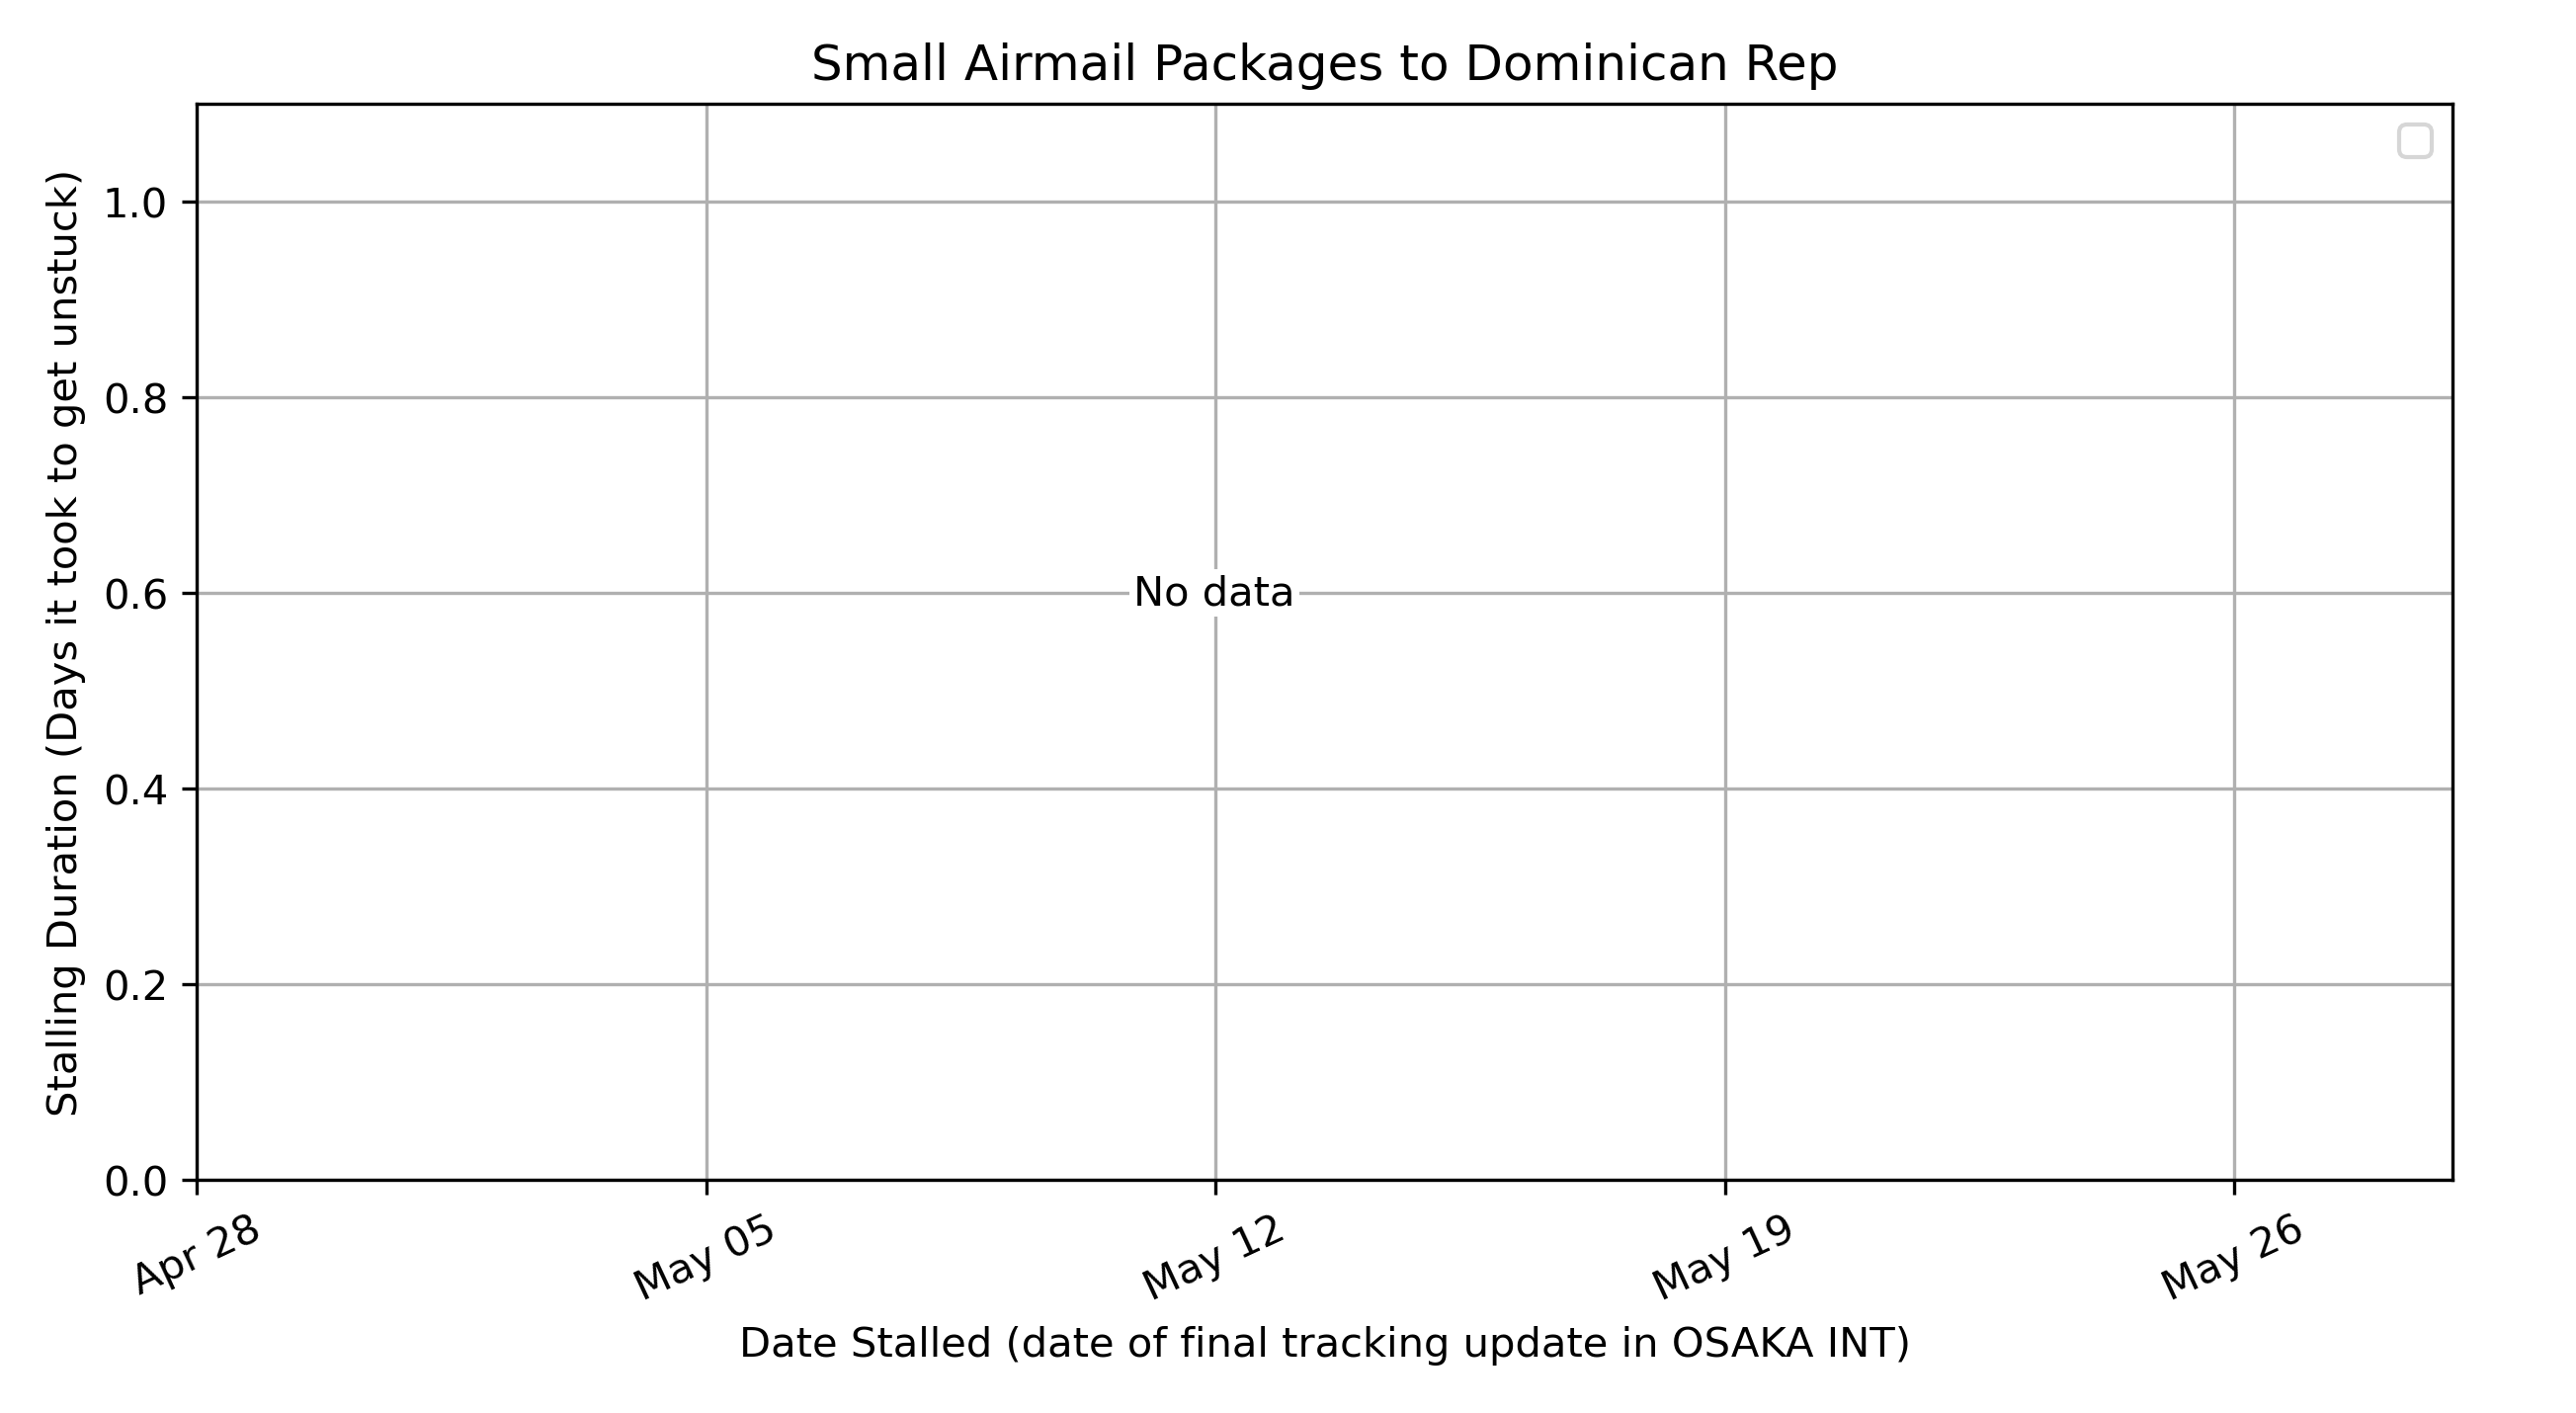 Small Airmail Packages to Dominican Rep
Stalling Duration (Days it took to get unstuck)
1.0
0.8
0.6
0.4
0.2
0.0
No data
Apr 28
May 05
May 12
May 19
May 26
Date Stalled (date of final tracking update in OSAKA INT)